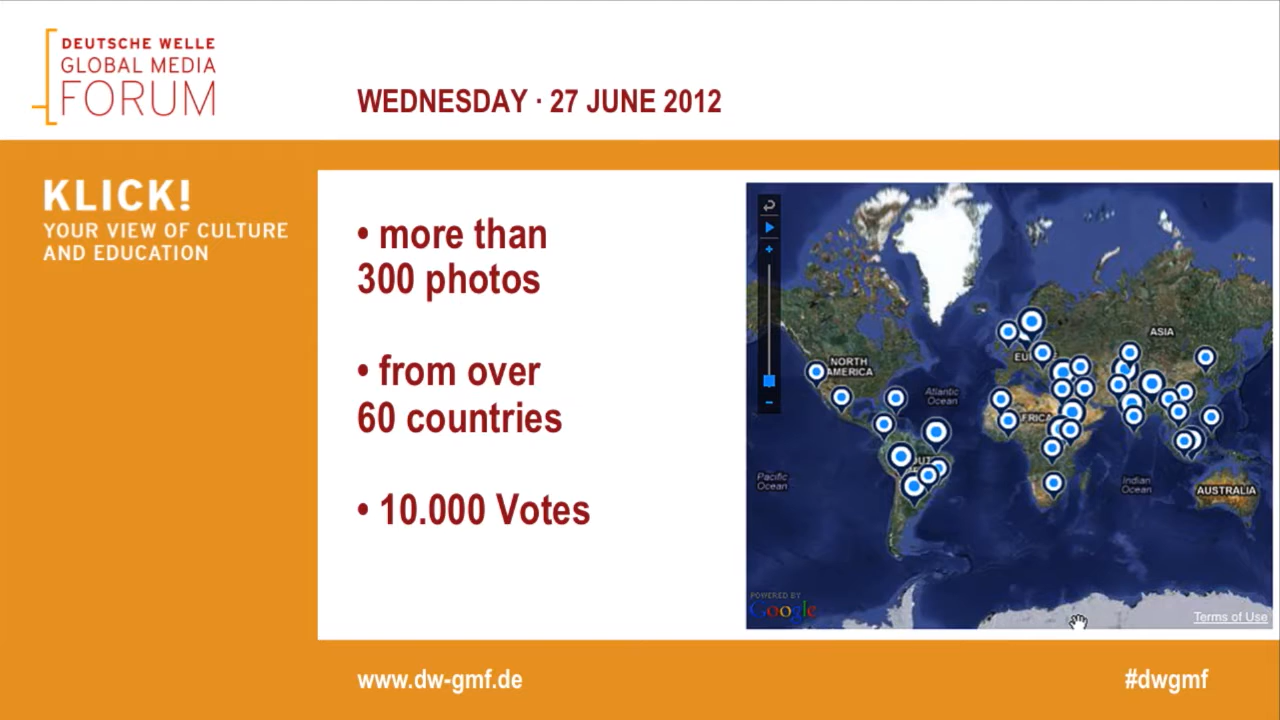 DEUTSCHE WELLE
GLOBAL MEDIA
FORUM
WEDNESDAY · 27 JUNE 2012
KLICK!
YOUR VIEW OF CULTURE
AND EDUCATION
• more than
300 photos
• from over
60 countries
• 10.000 Votes
ASIA
NORTH
AMERICA
Atlantic
Ocean
Pacific
Ocean
Indian
Ocean
AUSTRALIA
POWERED BY
Google
Terms of Use
www.dw-gmf.de
#dwgmf